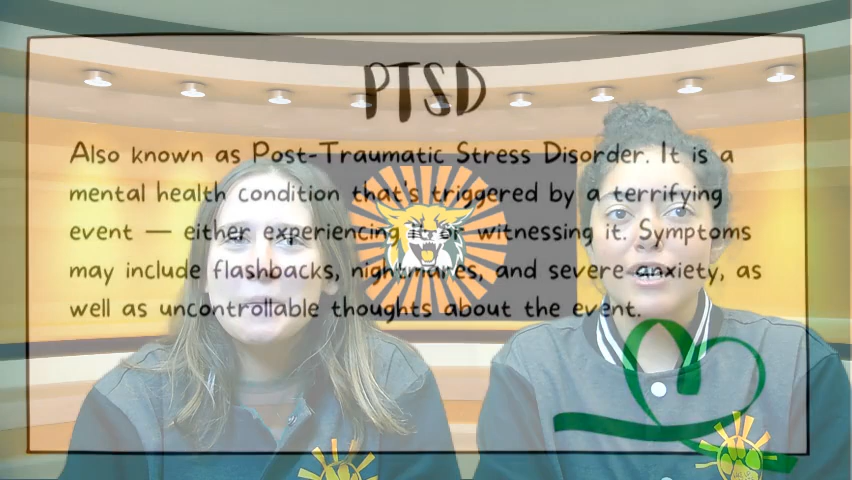 PTSD
Also known as Post-Traumatic Stress Disorder. It is a
mental health condition that's triggered by a terrifying
event — either experiencing it or witnessing it. Symptoms
may include flashbacks, nightmares, and severe anxiety, as
well as uncontrollable thoughts about the event.